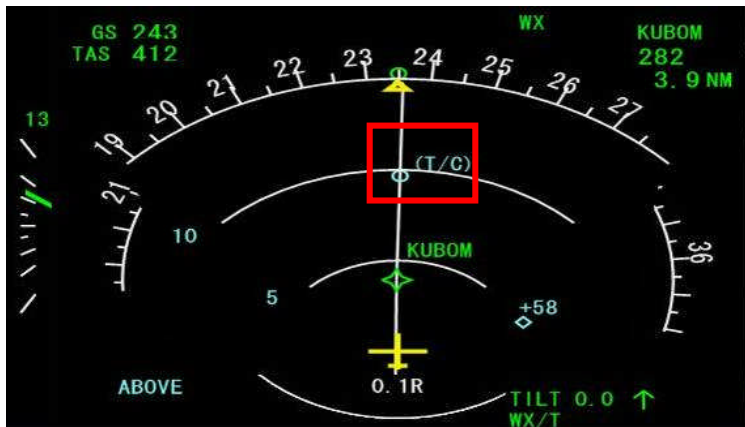 GS 243
TAS 412
WX
KUBOM
282
3.9 NM
19 20 21 22 23 24 25 26 27
13
21
(T/C)
10
KUBOM
36
5
+58
ABOVE
0.1R
TILT 0.0 ↑
WX/T